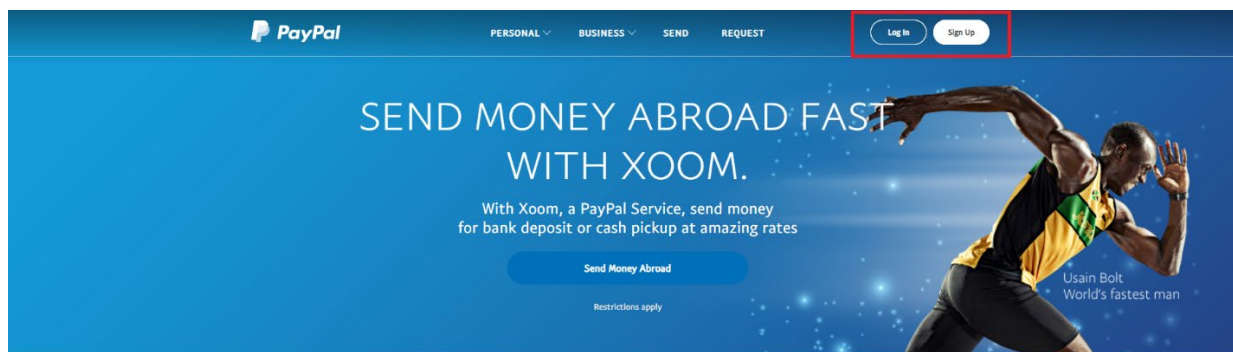 PayPal
PERSONAL BUSINESS SEND REQUEST
Log In Sign Up
SEND MONEY ABROAD FAST
WITH XOOM.
With Xoom, a PayPal Service, send money
for bank deposit or cash pickup at amazing rates
Send Money Abroad
Restrictions apply
Usain Bolt
World's fastest man